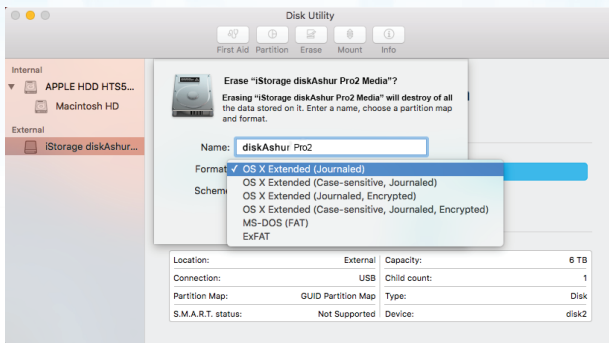 Disk Utility
First Aid Partition Erase Mount Info
Internal
APPLE HDD HTS5...
Macintosh HD
External
iStorage diskAshur...
Erase “iStorage diskAshur Pro2 Media”?
Erasing “iStorage diskAshur Pro2 Media” will destroy of all
the data stored on it. Enter a name, choose a partition map
and format.
Name: diskAshur Pro2
Format ✓ OS X Extended (Journaled)
OS X Extended (Case-sensitive, Journaled)
Scheme
OS X Extended (Journaled, Encrypted)
OS X Extended (Case-sensitive, Journaled, Encrypted)
MS-DOS (FAT)
ExFAT
Location: External Capacity: 6 TB
Connection: USB Child count: 1
Partition Map: GUID Partition Map Type: Disk
S.M.A.R.T. status: Not Supported Device: disk2